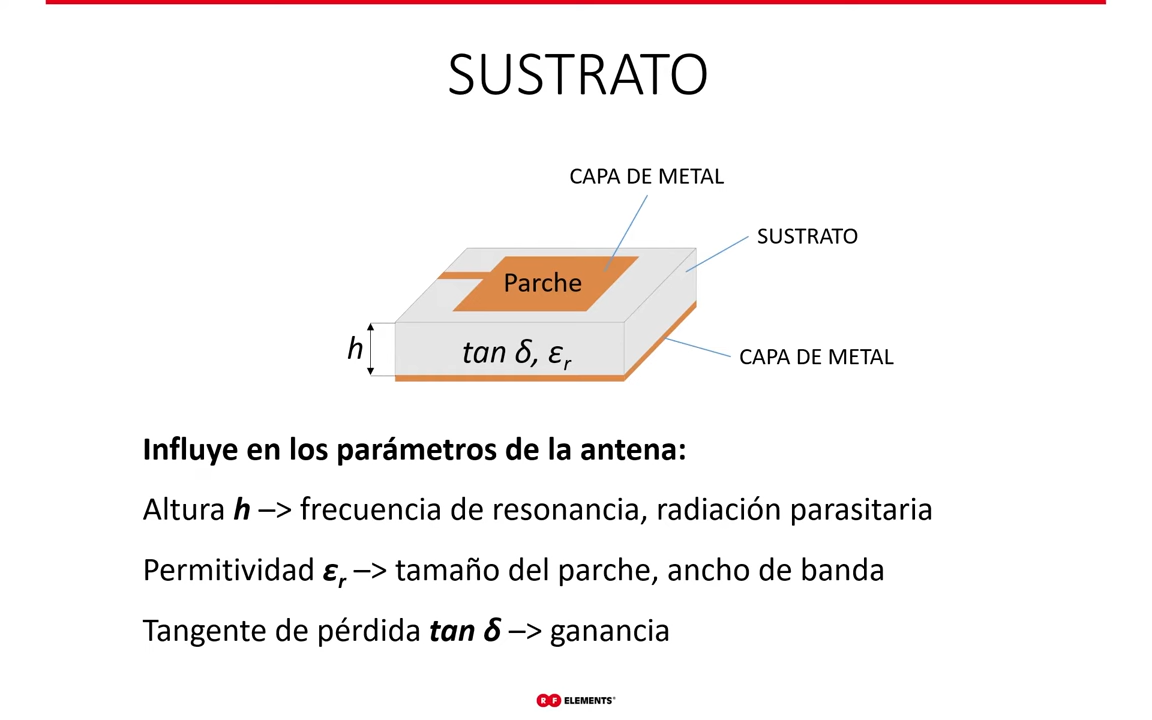 SUSTRATO
CAPA DE METAL
SUSTRATO
Parche
h
tan δ, εr
CAPA DE METAL
Influye en los parámetros de la antena:
Altura h –> frecuencia de resonancia, radiación parasitaria
Permitividad εr –> tamaño del parche, ancho de banda
Tangente de pérdida tan δ –> ganancia
RF ELEMENTS®